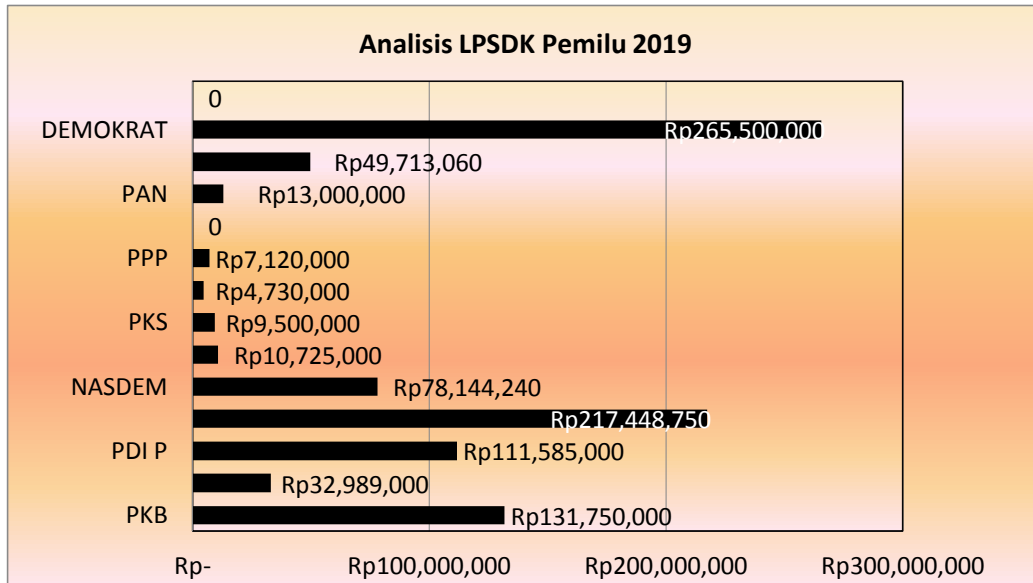 Analisis LPSDK Pemilu 2019
0
DEMOKRAT Rp265,500,000
Rp49,713,060
PAN Rp13,000,000
0
PPP Rp7,120,000
Rp4,730,000
PKS Rp9,500,000
Rp10,725,000
NASDEM Rp78,144,240
Rp217,448,750
PDI P Rp111,585,000
Rp32,989,000
PKB Rp131,750,000
Rp- Rp100,000,000 Rp200,000,000 Rp300,000,000